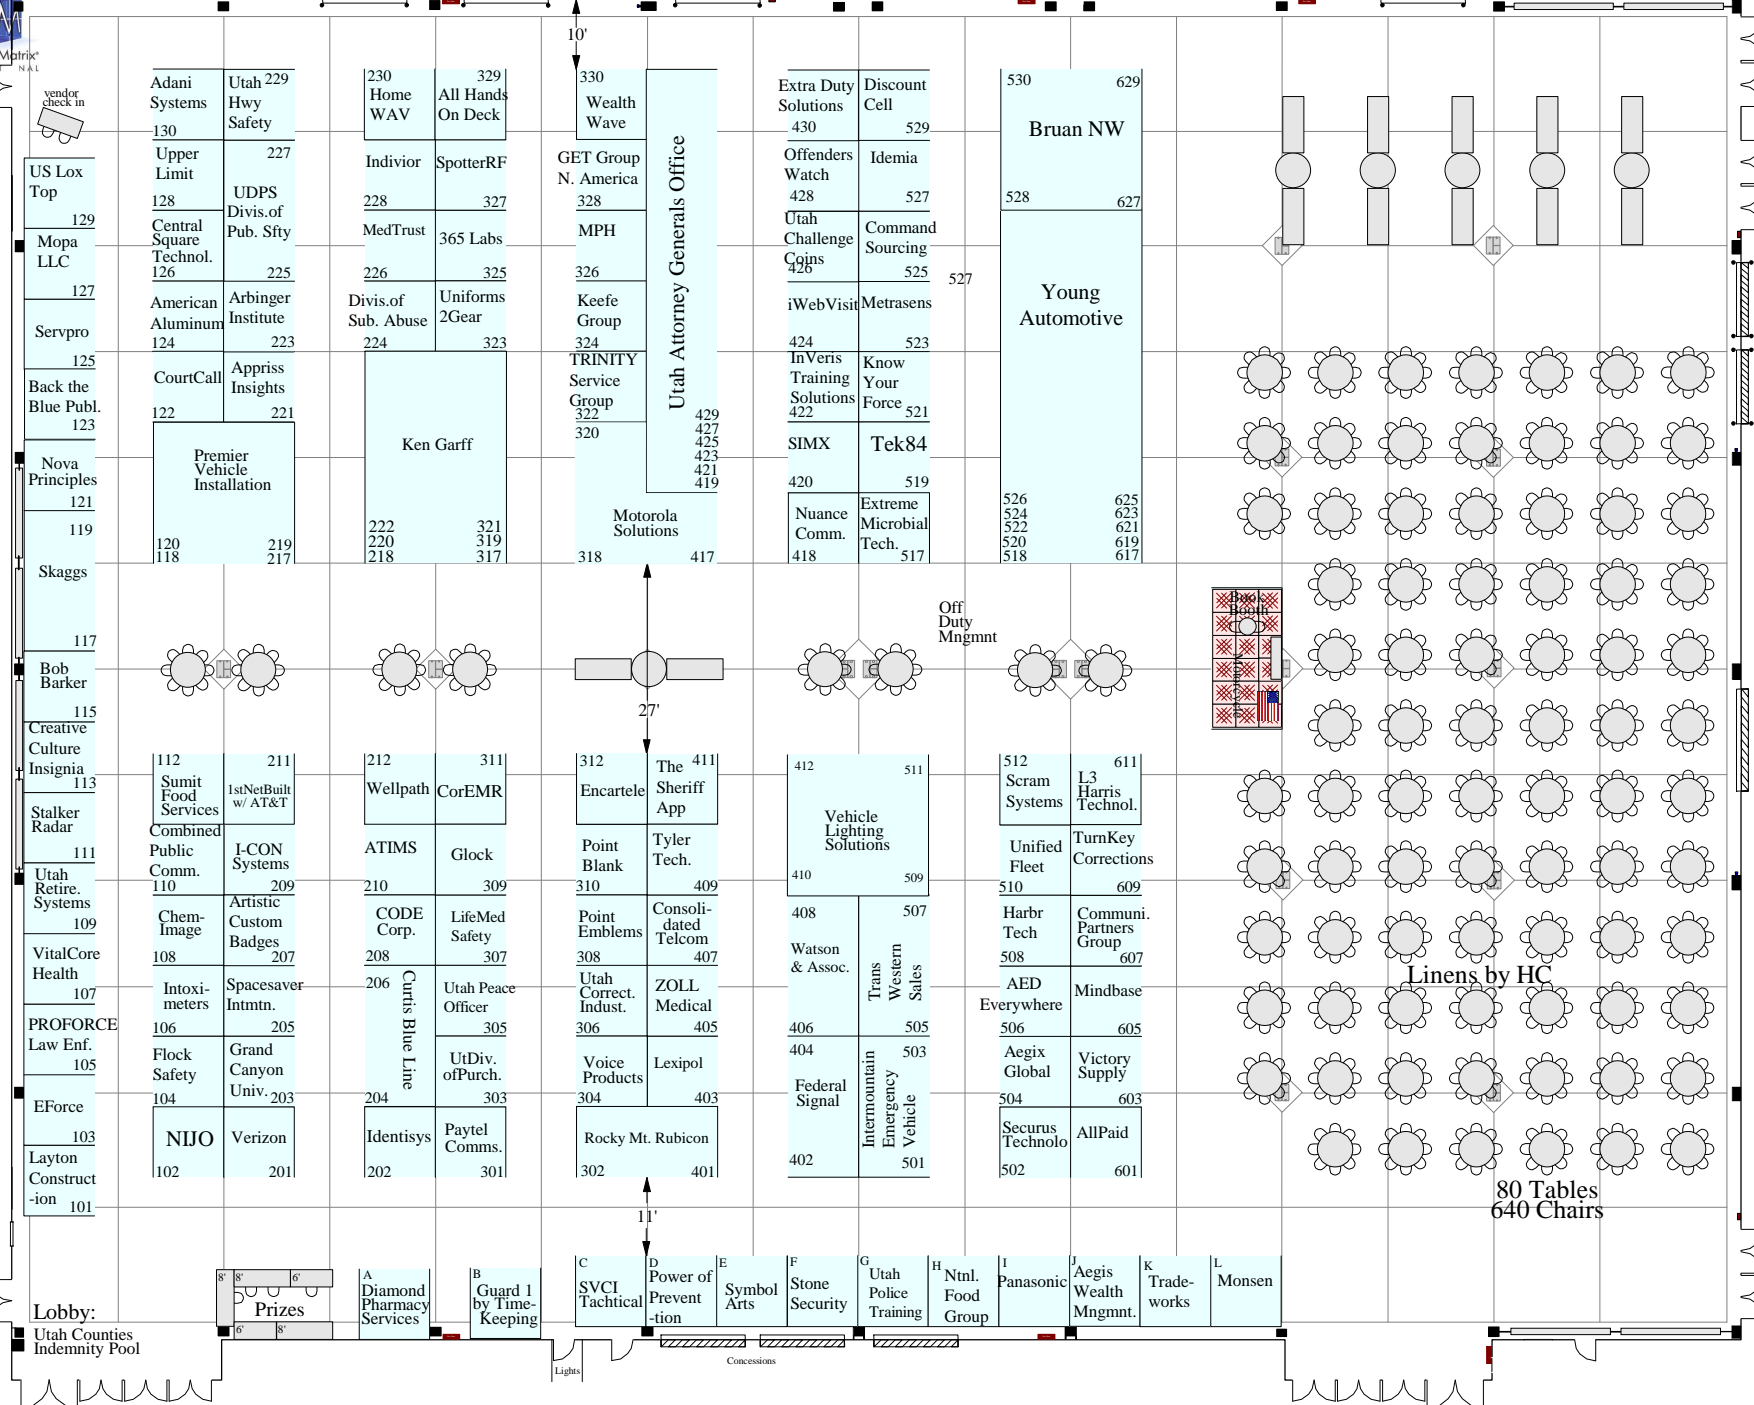 Matrix®
NAL
vendor
check in
10'
Adani
Systems
130
Utah 229
Hwy
Safety
230
Home
WAV
329
All Hands
On Deck
330
Wealth
Wave
Utah Attorney Generals Office
429
427
425
423
421
419
Extra Duty
Solutions
430
Discount
Cell
529
530
629
Bruan NW
528
627
US Lox
Top
129
Upper
Limit
128
227
UDPS
Divis.of
Pub. Sfty
225
Indivior
228
SpotterRF
327
GET Group
N. America
328
Offenders
Watch
428
Idemia
527
Mopa
LLC
127
Central
Square
Technol.
126
MedTrust
226
365 Labs
325
MPH
326
Utah
Challenge
Coins
426
Command
Sourcing
525
527
Young
Automotive
526
524
522
520
518
625
623
621
619
617
Servpro
125
American
Aluminum
124
Arbinger
Institute
223
Divis.of
Sub. Abuse
224
Uniforms
2Gear
323
Keefe
Group
324
iWebVisit
424
Metrasens
523
Back the
Blue Publ.
123
CourtCall
122
Appriss
Insights
221
Ken Garff
222
220
218
321
319
317
TRINITY
Service
Group
322
InVeris
Training
Solutions
422
Know
Your
Force
521
Nova
Principles
121
Premier
Vehicle
Installation
120
118
219
217
320
Motorola
Solutions
318
417
SIMX
420
Tek84
519
Nuance
Comm.
418
Extreme
Microbial
Tech.
517
119
Skaggs
117
Off
Duty
Mngmnt
Book
Booth
Motorcycle
27'
Bob
Barker
115
Creative
Culture
Insignia
113
112
Sumit
Food
Services
211
1stNetBuilt
w/ AT&T
212
Wellpath
311
CorEMR
312
Encartele
The 411
Sheriff
App
412
511
Vehicle
Lighting
Solutions
410
509
512
Scram
Systems
611
L3
Harris
Technol.
Stalker
Radar
111
Combined
Public
Comm.
110
I-CON
Systems
209
ATIMS
210
Glock
309
Point
Blank
310
Tyler
Tech.
409
Unified
Fleet
510
TurnKey
Corrections
609
Utah
Retire.
Systems
109
Chem-
Image
108
Artistic
Custom
Badges
207
CODE
Corp.
208
LifeMed
Safety
307
Point
Emblems
308
Consoli-
dated
Telcom
407
408
Watson
& Assoc.
406
507
Trans
Western
Sales
505
Harbr
Tech
508
Communi.
Partners
Group
607
VitalCore
Health
107
Intoxi-
meters
106
Spacesaver
Intmtn.
205
206
Curtis Blue Line
204
Utah Peace
Officer
305
Utah
Correct.
Indust.
306
ZOLL
Medical
405
AED
Everywhere
506
Mindbase
605
Linens by HC
PROFORCE
Law Enf.
105
Flock
Safety
104
Grand
Canyon
Univ. 203
UtDiv.
ofPurch.
303
Voice
Products
304
Lexipol
403
404
Federal
Signal
402
503
Intermountain
Emergency
Vehicle
501
Aegix
Global
504
Victory
Supply
603
EForce
103
NIJO
102
Verizon
201
Identisys
202
Paytel
Comms.
301
Rocky Mt. Rubicon
302
401
Securus
Technolo
502
AllPaid
601
Layton
Construct
-ion
101
11'
80 Tables
640 Chairs
8'
8'
6'
Prizes
6'
8'
A
Diamond
Pharmacy
Services
B
Guard 1
by Time-
Keeping
C
SVCI
Tachtical
D
Power of
Prevent
-tion
E
Symbol
Arts
F
Stone
Security
G
Utah
Police
Training
H
Ntnl.
Food
Group
I
Panasonic
J
Aegis
Wealth
Mngmnt.
K
Trade-
works
L
Monsen
Lobby:
Utah Counties
Indemnity Pool
Lights
Concessions